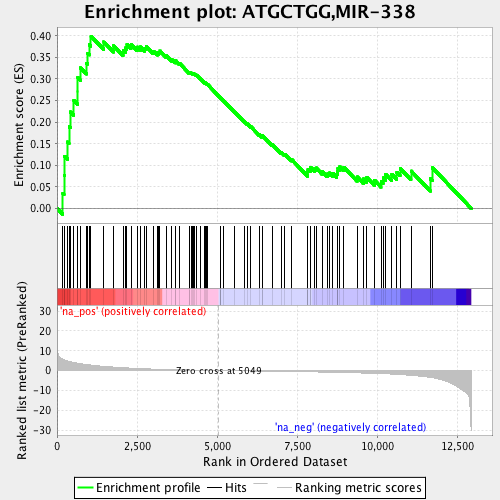 Enrichment plot: ATGCTGG,MIR-338
Enrichment score (ES)
0.40
0.35
0.30
0.25
0.20
0.15
0.10
0.05
0.00
'na_pos' (positively correlated)
Ranked list metric (PreRanked)
30
20
10
0
-10
-20
-30
Zero cross at 5049
'na_neg' (negatively correlated)
0
2,500
5,000
7,500
10,000
12,500
Rank in Ordered Dataset
Enrichment profile
Hits
Ranking metric scores